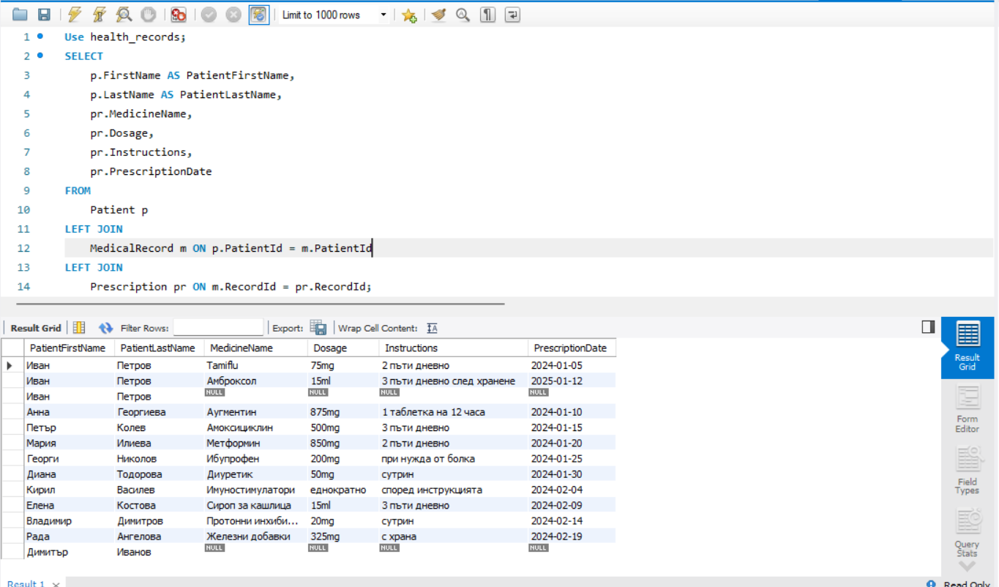 Limit to 1000 rows
1 Use health_records;
2 SELECT
3 p.FirstName AS PatientFirstName,
4 p.LastName AS PatientLastName,
5 pr.MedicineName,
6 pr.Dosage,
7 pr.Instructions,
8 pr.PrescriptionDate
9 FROM
10 Patient p
11 LEFT JOIN
12 MedicalRecord m ON p.PatientId = m.PatientId
13 LEFT JOIN
14 Prescription pr ON m.RecordId = pr.RecordId;
Result Grid Filter Rows: Export: Wrap Cell Content:
PatientFirstName PatientLastName MedicineName Dosage Instructions PrescriptionDate
Иван Петров Tamiflu 75mg 2 пъти дневно 2024-01-05
Иван Петров Амброксол 15ml 3 пъти дневно след хранене 2025-01-12
Иван Петров NULL NULL NULL NULL
Анна Георгиева Аугментин 875mg 1 таблетка на 12 часа 2024-01-10
Петър Колев Амоксициклин 500mg 3 пъти дневно 2024-01-15
Мария Илиева Метформин 850mg 2 пъти дневно 2024-01-20
Георги Николов Ибупрофен 200mg при нужда от болка 2024-01-25
Диана Тодорова Диуретик 50mg сутрин 2024-01-30
Кирил Василев Имуностимулатори еднократно според инструкцията 2024-02-04
Елена Костова Сироп за кашлица 15ml 3 пъти дневно 2024-02-09
Владимир Димитров Протонни инхиби... 20mg сутрин 2024-02-14
Рада Ангелова Железни добавки 325mg с храна 2024-02-19
Димитър Иванов NULL NULL NULL NULL
Result
Grid
Form
Editor
Field
Types
Query
Stats
Result 1
Read Only